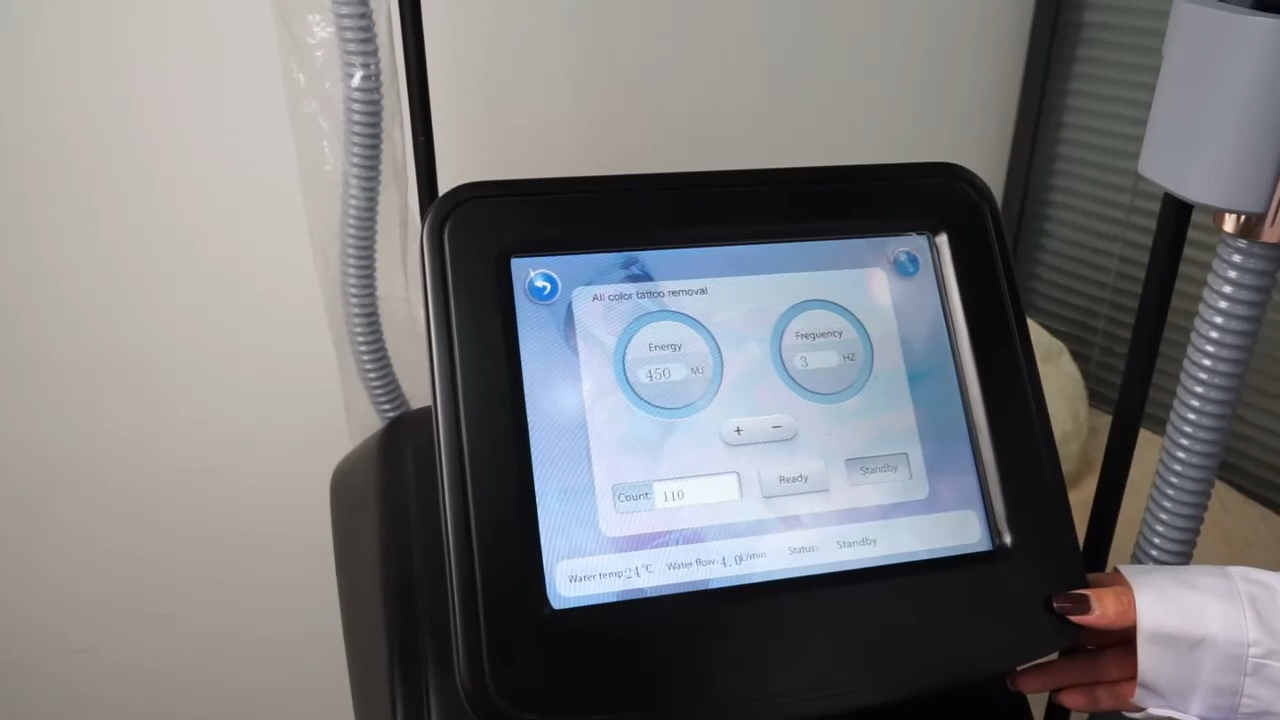 All color tattoo removal
Energy
450 MJ
Freguency
3 HZ
+ −
Count: 110
Ready
Standby
Water temp:24℃ Water flow:4.0L/min Status: Standby